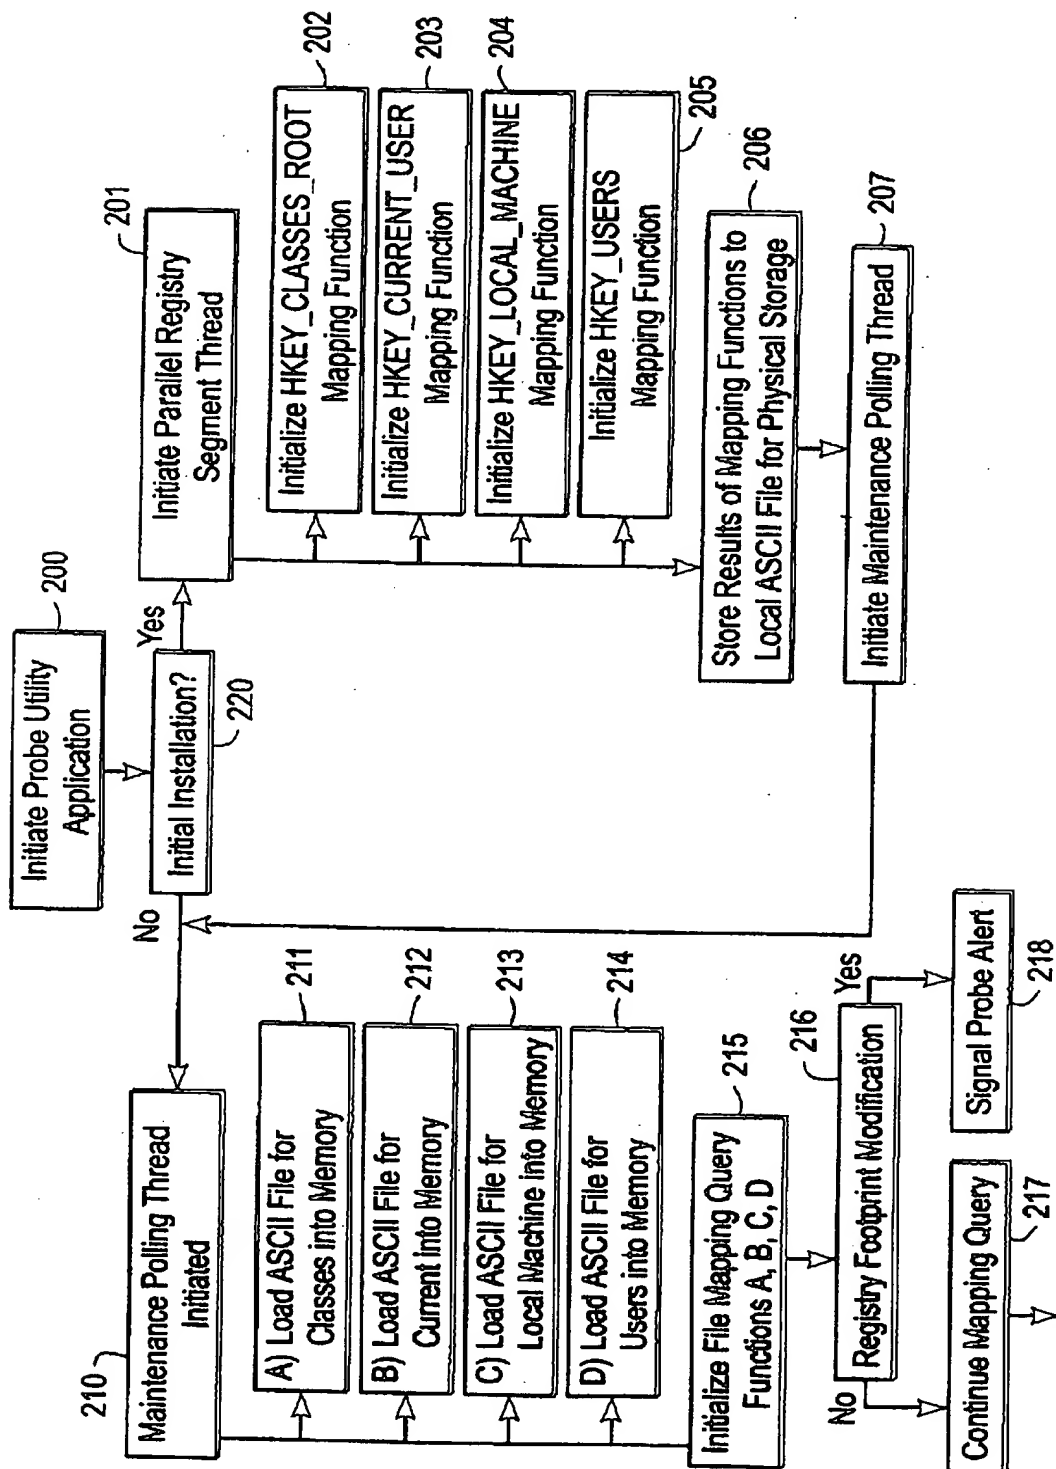 200
Initiate Probe Utility
Application
Initial Installation?
220
Yes
No
201
Initiate Parallel Registry
Segment Thread
202
Initialize HKEY_CLASSES_ROOT
Mapping Function
203
Initialize HKEY_CURRENT_USER
Mapping Function
204
Initialize HKEY_LOCAL_MACHINE
Mapping Function
205
Initialize HKEY_USERS
Mapping Function
206
Store Results of Mapping Functions to
Local ASCII File for Physical Storage
207
Initiate Maintenance Polling Thread
210
Maintenance Polling Thread
Initiated
211
A) Load ASCII File for
Classes into Memory
212
B) Load ASCII File for
Current into Memory
213
C) Load ASCII File for
Local Machine into Memory
214
D) Load ASCII File for
Users into Memory
215
Initialize File Mapping Query
Functions A, B, C, D
216
Registry Footprint Modification
No
Yes
217
Continue Mapping Query
Signal Probe Alert
218